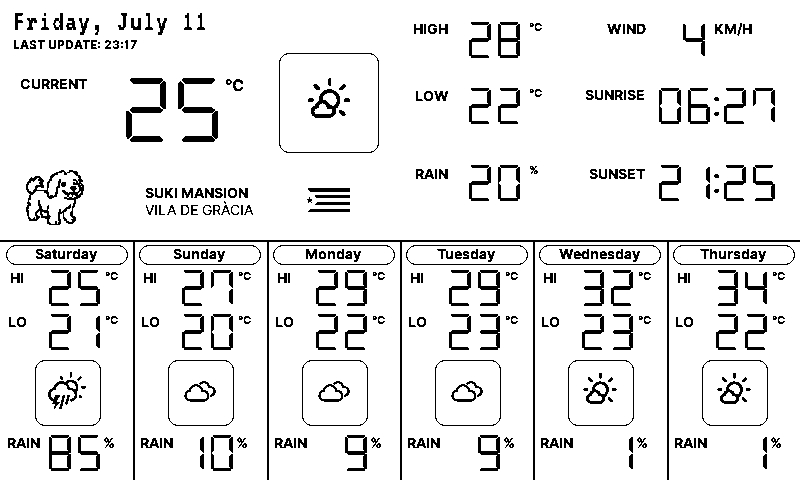 Friday, July 11
LAST UPDATE: 23:17
CURRENT 25 °C
SUKI MANSION
VILA DE GRÀCIA
HIGH 28 °C
LOW 22 °C
RAIN 20 %
WIND 4 KM/H
SUNRISE 06:27
SUNSET 21:25
Saturday
HI 25 °C
LO 21 °C
RAIN 85 %
Sunday
HI 27 °C
LO 20 °C
RAIN 10 %
Monday
HI 29 °C
LO 22 °C
RAIN 9 %
Tuesday
HI 29 °C
LO 23 °C
RAIN 9 %
Wednesday
HI 32 °C
LO 23 °C
RAIN 1 %
Thursday
HI 34 °C
LO 22 °C
RAIN 1 %